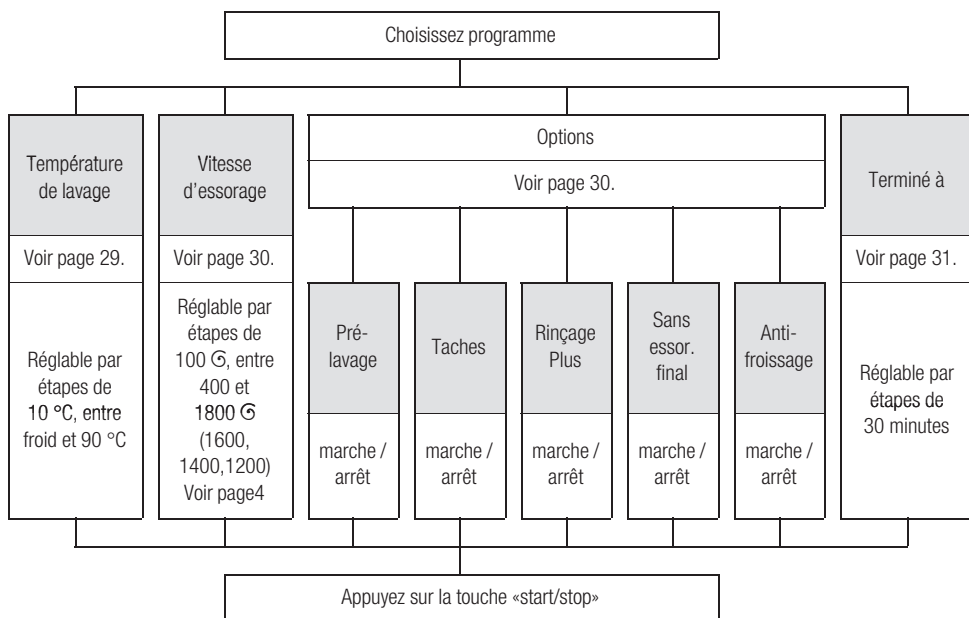 Choisissez programme
Température
de lavage
Voir page 29.
Réglable par
étapes de
10 °C, entre
froid et 90 °C
Vitesse
d'essorage
Voir page 30.
Réglable par
étapes de
100 , entre
400 et
1800 
(1600,
1400,1200)
Voir page4
Options
Voir page 30.
Pré-
lavage
marche /
arrêt
Taches
marche /
arrêt
Rinçage
Plus
marche /
arrêt
Sans
essor.
final
marche /
arrêt
Anti-
froissage
marche /
arrêt
Terminé à
Voir page 31.
Réglable par
étapes de
30 minutes
Appuyez sur la touche «start/stop»